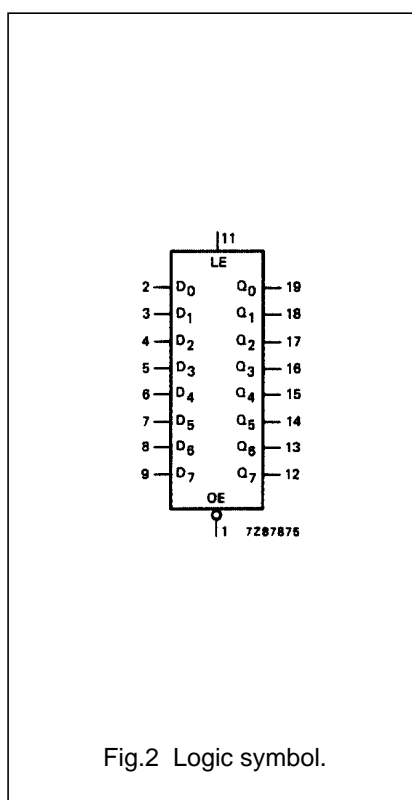 11
LE
2 D0 Q0 19
3 D1 Q1 18
4 D2 Q2 17
5 D3 Q3 16
6 D4 Q4 15
7 D5 Q5 14
8 D6 Q6 13
9 D7 Q7 12
OE
1 7Z87875
Fig.2 Logic symbol.